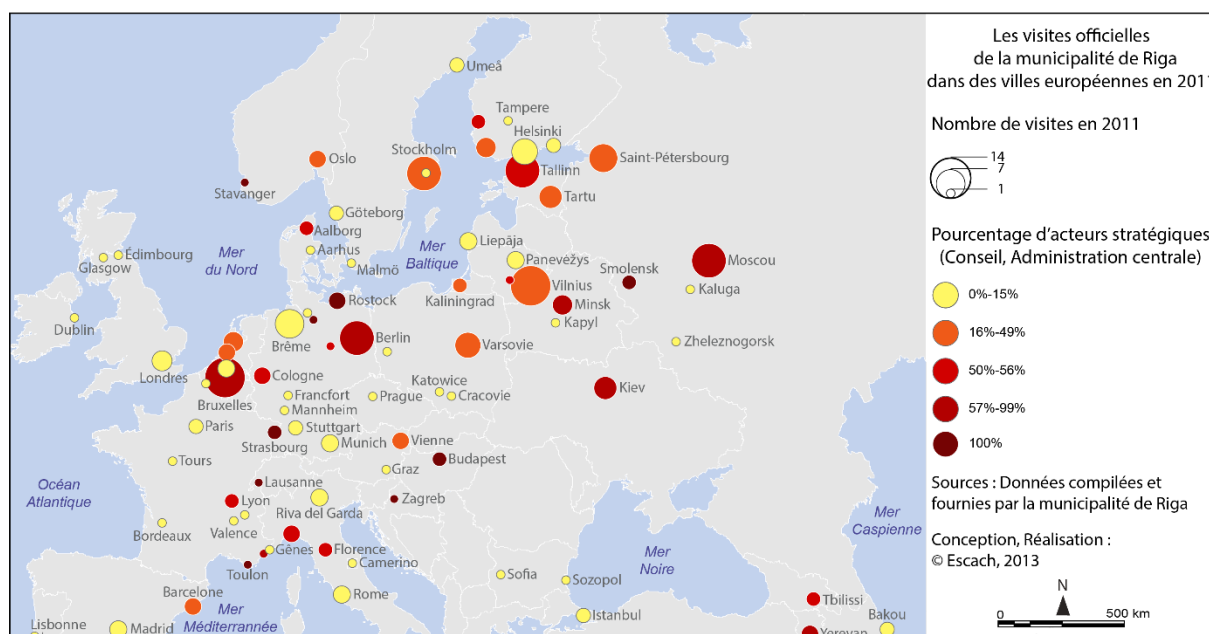 Umeå
Tampere
Helsinki
Stockholm
Oslo
Saint-Pétersbourg
Tallinn
Stavanger
Tartu
Göteborg
Aalborg
Mer
du Nord
Aarhus
Malmö
Mer
Baltique
Liepāja
Panevėžys
Moscou
Édimbourg
Glasgow
Smolensk
Vilnius
Kaluga
Kaliningrad
Rostock
Minsk
Kapyl
Dublin
Brême
Berlin
Varsovie
Zheleznogorsk
Londres
Cologne
Bruxelles
Francfort
Prague
Katowice
Cracovie
Kiev
Mannheim
Paris
Stuttgart
Strasbourg
Munich
Vienne
Budapest
Tours
Graz
Océan
Atlantique
Lausanne
Zagreb
Lyon
Riva del Garda
Mer
Caspienne
Bordeaux
Valence
Gênes
Florence
Toulon
Camerino
Mer
Noire
Sofia
Sozopol
Barcelone
Rome
Istanbul
Tbilissi
Bakou
Mer
Méditerrannée
Lisbonne
Madrid
Yerevan
Les visites officielles
de la municipalité de Riga
dans des villes européennes en 2011
Nombre de visites en 2011
14
7
1
Pourcentage d'acteurs stratégiques
(Conseil, Administration centrale)
0%-15%
16%-49%
50%-56%
57%-99%
100%
Sources : Données compilées et
fournies par la municipalité de Riga
Conception, Réalisation :
© Escach, 2013
N
0 500 km